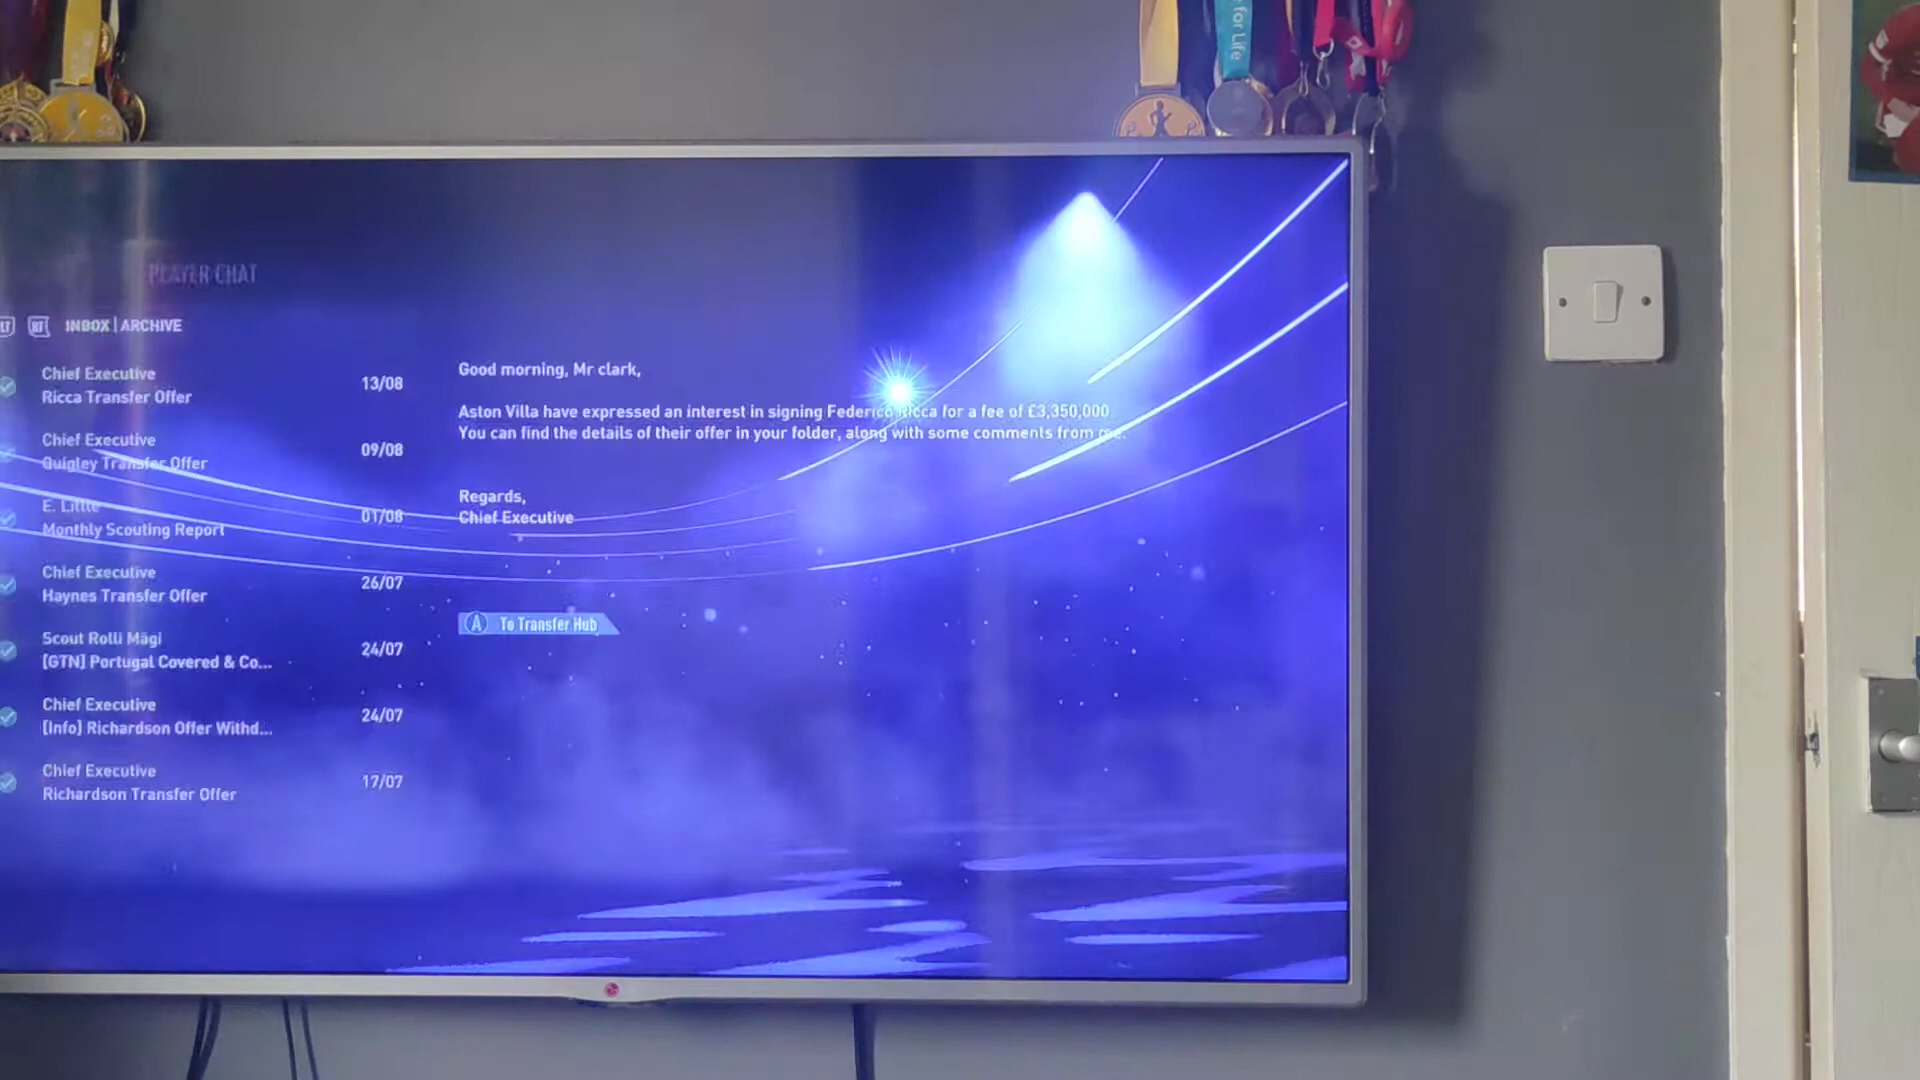 for Life
PLAYER CHAT
LT RT INBOX | ARCHIVE
Chief Executive
Ricca Transfer Offer
13/08
Chief Executive
Quigley Transfer Offer
09/08
E. Little
Monthly Scouting Report
01/08
Chief Executive
Haynes Transfer Offer
26/07
Scout Rolli Mägi
[GTN] Portugal Covered & Co...
24/07
Chief Executive
[Info] Richardson Offer Withd...
24/07
Chief Executive
Richardson Transfer Offer
17/07
Good morning, Mr clark,
Aston Villa have expressed an interest in signing Federico Ricca for a fee of £3,350,000
You can find the details of their offer in your folder, along with some comments from me.
Regards,
Chief Executive
A To Transfer Hub